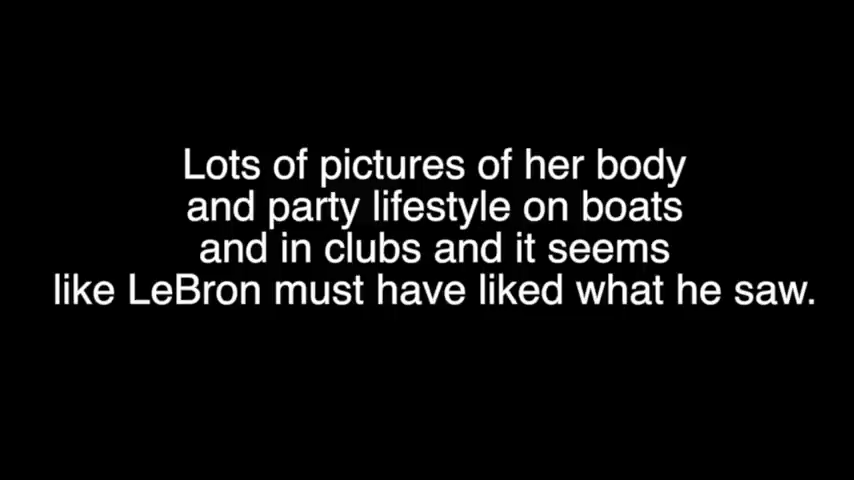 Lots of pictures of her body
and party lifestyle on boats
and in clubs and it seems
like LeBron must have liked what he saw.